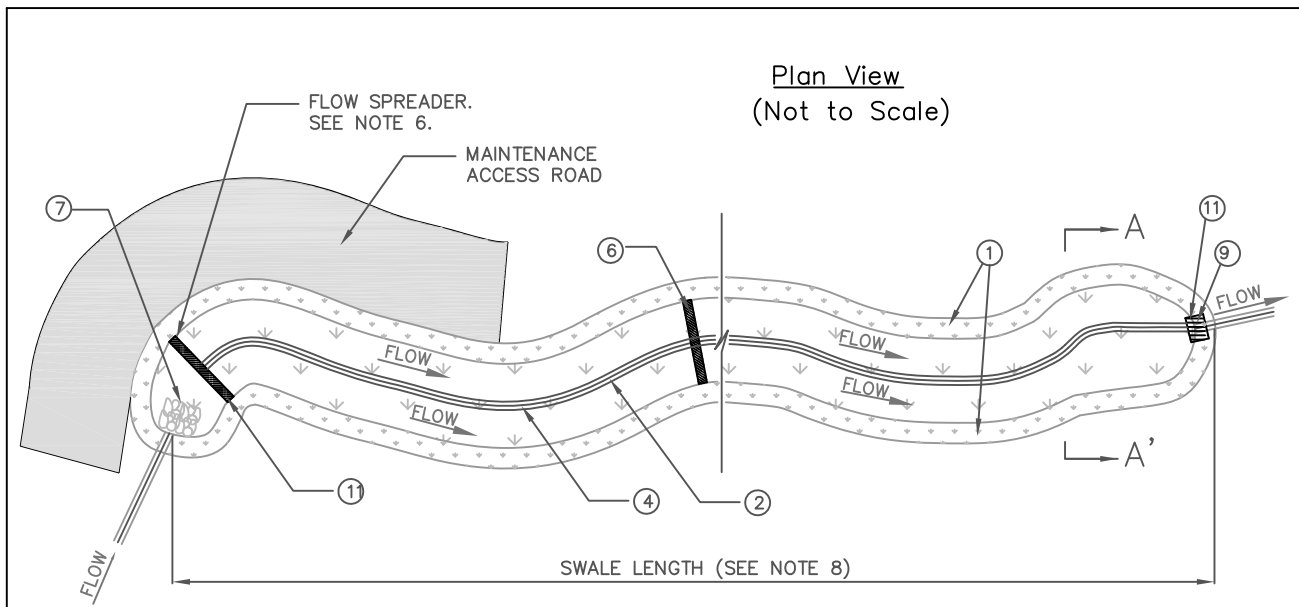 Plan View
(Not to Scale)
FLOW SPREADER.
SEE NOTE 6.
MAINTENANCE
ACCESS ROAD
7
6
1
A
11
9
FLOW
FLOW
FLOW
FLOW
FLOW
A'
11
4
2
FLOW
SWALE LENGTH (SEE NOTE 8)